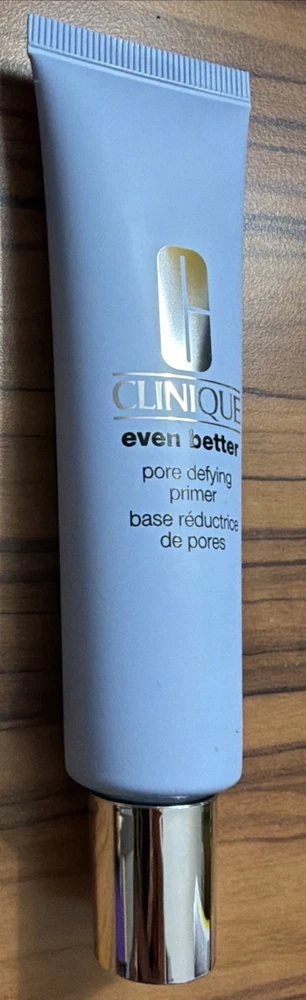 CLINIQUE
even better
pore defying
primer
base réductrice
de pores